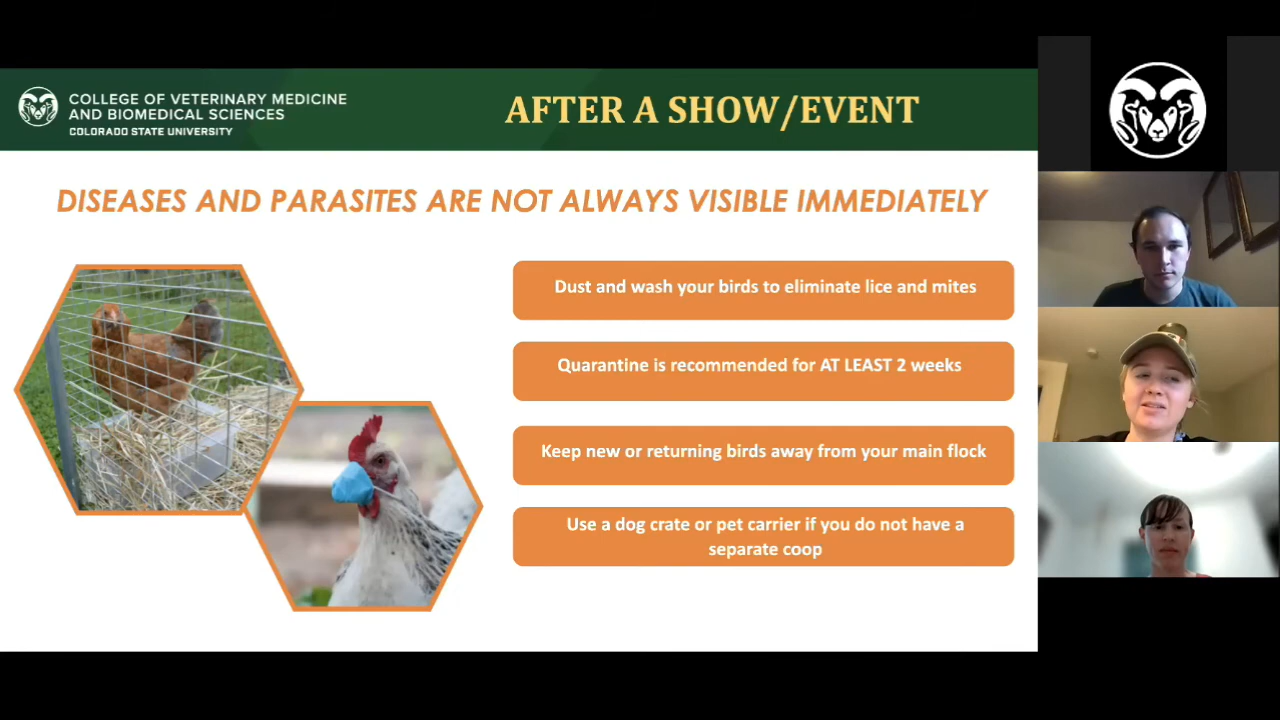 COLLEGE OF VETERINARY MEDICINE
AND BIOMEDICAL SCIENCES
COLORADO STATE UNIVERSITY
AFTER A SHOW/EVENT
DISEASES AND PARASITES ARE NOT ALWAYS VISIBLE IMMEDIATELY
Dust and wash your birds to eliminate lice and mites
Quarantine is recommended for AT LEAST 2 weeks
Keep new or returning birds away from your main flock
Use a dog crate or pet carrier if you do not have a
separate coop